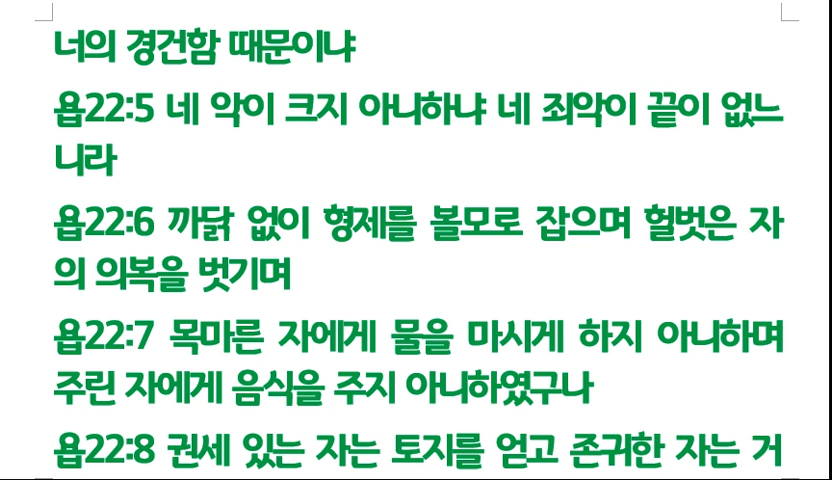 너의 경건함 때문이냐
욥22:5 네 악이 크지 아니하냐 네 죄악이 끝이 없느
니라
욥22:6 까닭 없이 형제를 볼모로 잡으며 헐벗은 자
의 의복을 벗기며
욥22:7 목마른 자에게 물을 마시게 하지 아니하며
주린 자에게 음식을 주지 아니하였구나
욥22:8 권세 있는 자는 토지를 얻고 존귀한 자는 거